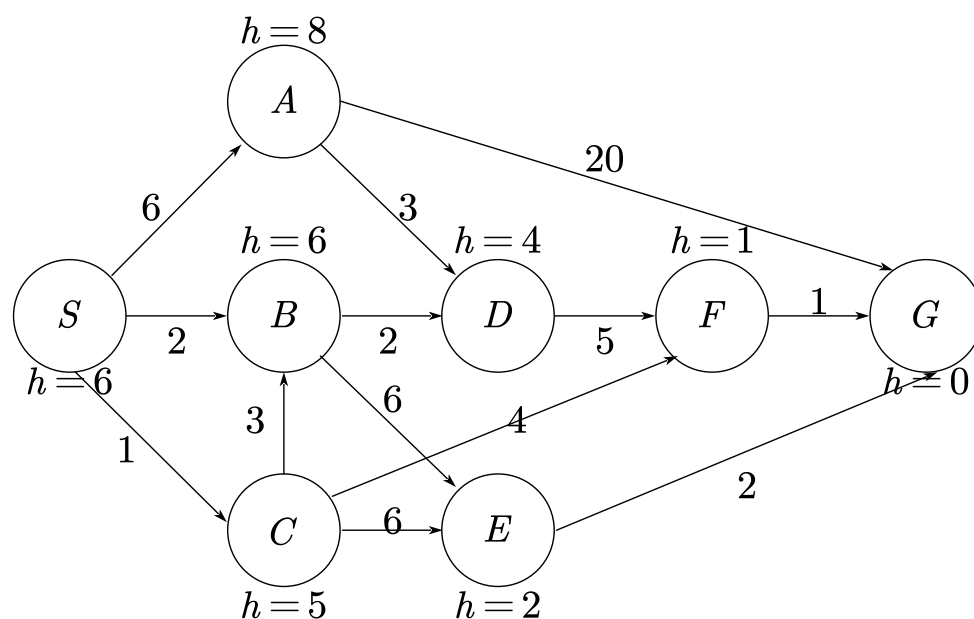 h = 8
A
20
6
3
h = 6
h = 4
h = 1
S
B
D
F
G
1
2
2
5
h = 6
h = 0
6
3
4
1
2
C
6
E
h = 5
h = 2